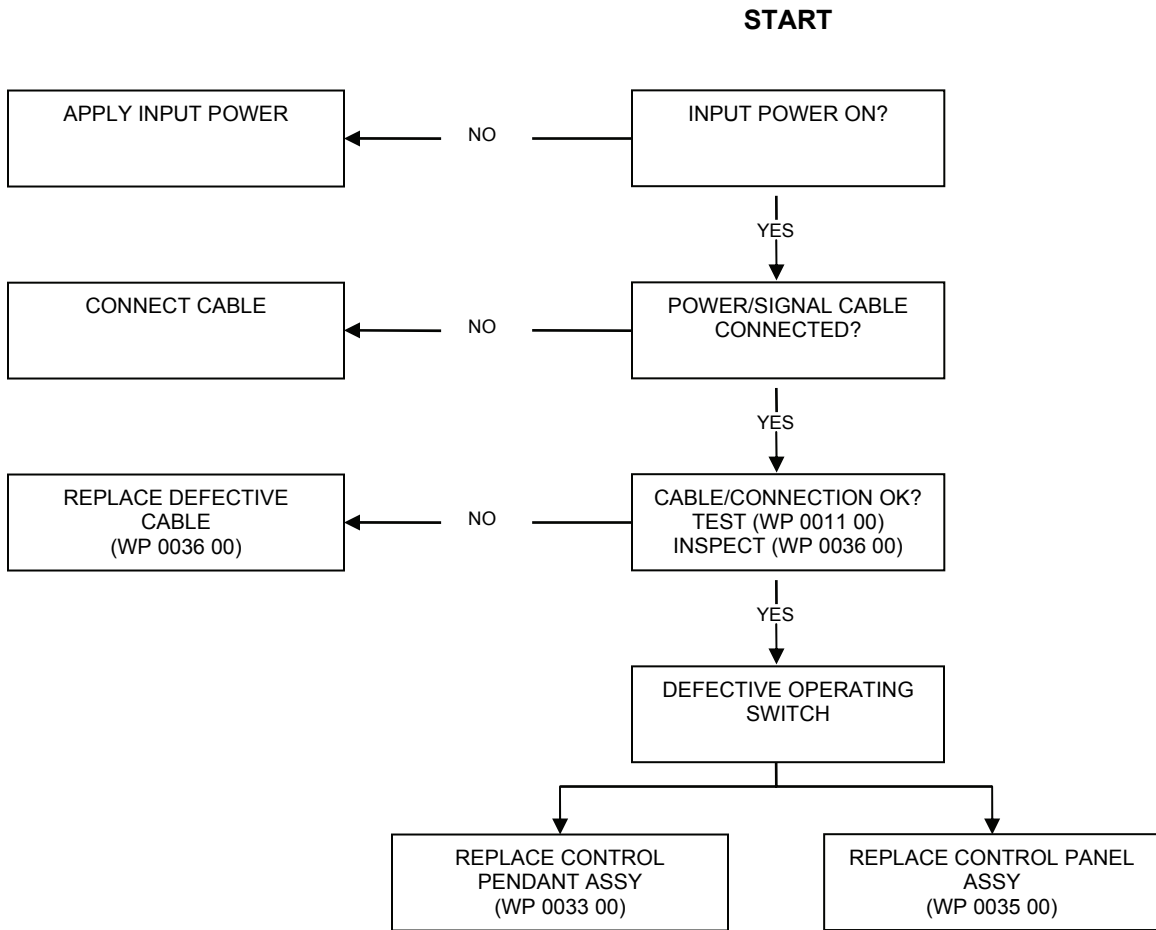 START
APPLY INPUT POWER
NO
INPUT POWER ON?
YES
CONNECT CABLE
NO
POWER/SIGNAL CABLE
CONNECTED?
YES
REPLACE DEFECTIVE
CABLE
(WP 0036 00)
NO
CABLE/CONNECTION OK?
TEST (WP 0011 00)
INSPECT (WP 0036 00)
YES
DEFECTIVE OPERATING
SWITCH
REPLACE CONTROL
PENDANT ASSY
(WP 0033 00)
REPLACE CONTROL PANEL
ASSY
(WP 0035 00)